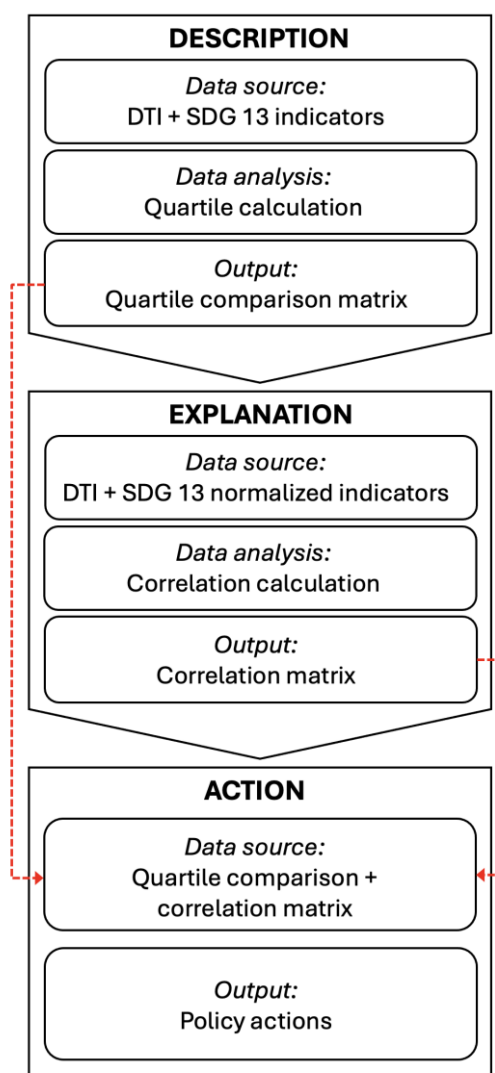 DESCRIPTION
Data source:
DTI + SDG 13 indicators
Data analysis:
Quartile calculation
Output:
Quartile comparison matrix
EXPLANATION
Data source:
DTI + SDG 13 normalized indicators
Data analysis:
Correlation calculation
Output:
Correlation matrix
ACTION
Data source:
Quartile comparison +
correlation matrix
Output:
Policy actions